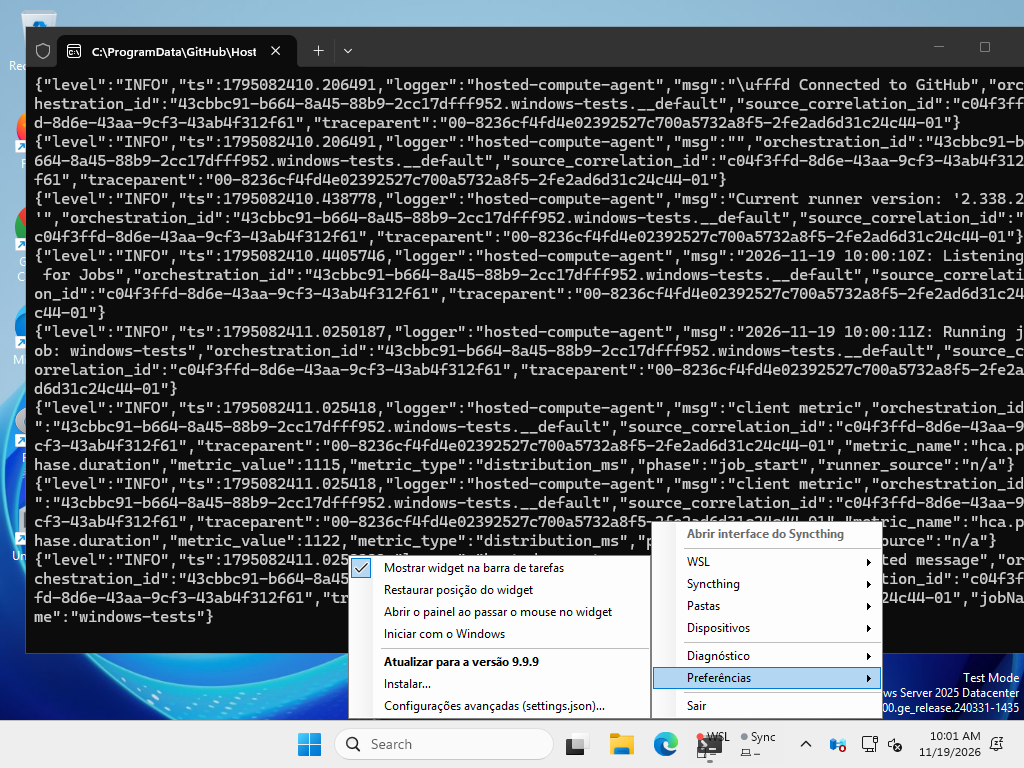 Rec
C:\ProgramData\GitHub\Host
{"level":"INFO","ts":1795082410.206491,"logger":"hosted-compute-agent","msg":"\ufffd Connected to GitHub","orc
hestration_id":"43cbbc91-b664-8a45-88b9-2cc17dfff952.windows-tests.__default","source_correlation_id":"c04f3ff
d-8d6e-43aa-9cf3-43ab4f312f61","traceparent":"00-8236cf4fd4e02392527c700a5732a8f5-2fe2ad6d31c24c44-01"}
{"level":"INFO","ts":1795082410.206491,"logger":"hosted-compute-agent","msg":"","orchestration_id":"43cbbc91-b
664-8a45-88b9-2cc17dfff952.windows-tests.__default","source_correlation_id":"c04f3ffd-8d6e-43aa-9cf3-43ab4f312
f61","traceparent":"00-8236cf4fd4e02392527c700a5732a8f5-2fe2ad6d31c24c44-01"}
{"level":"INFO","ts":1795082410.438778,"logger":"hosted-compute-agent","msg":"Current runner version: '2.338.2
'","orchestration_id":"43cbbc91-b664-8a45-88b9-2cc17dfff952.windows-tests.__default","source_correlation_id":"
c04f3ffd-8d6e-43aa-9cf3-43ab4f312f61","traceparent":"00-8236cf4fd4e02392527c700a5732a8f5-2fe2ad6d31c24c44-01"}
{"level":"INFO","ts":1795082410.4405746,"logger":"hosted-compute-agent","msg":"2026-11-19 10:00:10Z: Listening
for Jobs","orchestration_id":"43cbbc91-b664-8a45-88b9-2cc17dfff952.windows-tests.__default","source_correlati
on_id":"c04f3ffd-8d6e-43aa-9cf3-43ab4f312f61","traceparent":"00-8236cf4fd4e02392527c700a5732a8f5-2fe2ad6d31c24
c44-01"}
{"level":"INFO","ts":1795082411.0250187,"logger":"hosted-compute-agent","msg":"2026-11-19 10:00:11Z: Running j
ob: windows-tests","orchestration_id":"43cbbc91-b664-8a45-88b9-2cc17dfff952.windows-tests.__default","source_c
orrelation_id":"c04f3ffd-8d6e-43aa-9cf3-43ab4f312f61","traceparent":"00-8236cf4fd4e02392527c700a5732a8f5-2fe2a
d6d31c24c44-01"}
{"level":"INFO","ts":1795082411.025418,"logger":"hosted-compute-agent","msg":"client metric","orchestration_id
":"43cbbc91-b664-8a45-88b9-2cc17dfff952.windows-tests.__default","source_correlation_id":"c04f3ffd-8d6e-43aa-9
cf3-43ab4f312f61","traceparent":"00-8236cf4fd4e02392527c700a5732a8f5-2fe2ad6d31c24c44-01","metric_name":"hca.p
hase.duration","metric_value":1115,"metric_type":"distribution_ms","phase":"job_start","runner_source":"n/a"}
{"level":"INFO","ts":1795082411.025418,"logger":"hosted-compute-agent","msg":"client metric","orchestration_id
":"43cbbc91-b664-8a45-88b9-2cc17dfff952.windows-tests.__default","source_correlation_id":"c04f3ffd-8d6e-43aa-9
cf3-43ab4f312f61","traceparent":"00-8236cf4fd4e02392527c700a5732a8f5-2fe2ad6d31c24c44-01","metric_name":"hca.p
hase.duration","metric_value":1122,"metric_type":"distribution_ms","p source":"n/a"}
{"level":"INFO","ts":1795082411.0 ted message","or
chestration_id":"43cbbc91-b664-8a45 rrelation_id":"c04f3f
fd-8d6e-43aa-9cf3-43ab4f312f61","tr c24c44-01","jobNa
me":"windows-tests"}
Abrir interface do Syncthing
WSL
Syncthing
Pastas
Dispositivos
Diagnóstico
Preferências
Sair
Mostrar widget na barra de tarefas
Restaurar posição do widget
Abrir o painel ao passar o mouse no widget
Iniciar com o Windows
Atualizar para a versão 9.9.9
Instalar...
Configurações avançadas (settings.json)...
Test Mode
ws Server 2025 Datacenter
00.ge_release.240331-1435
Search
WSL
Sync
10:01 AM
11/19/2026